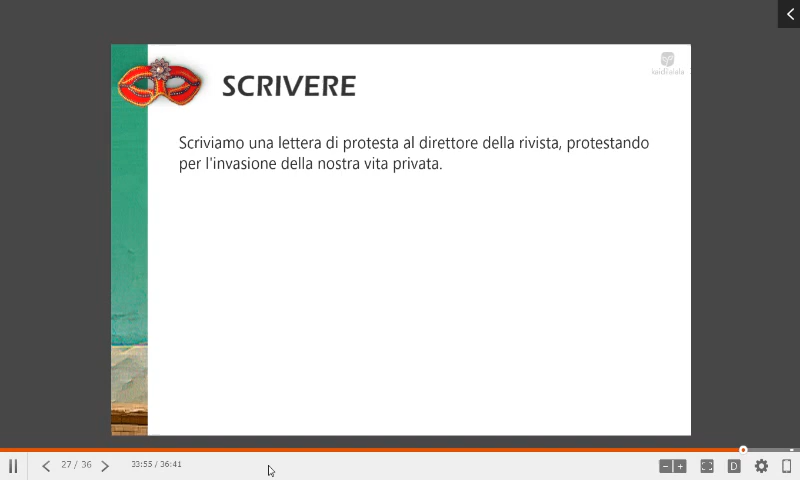 SCRIVERE
Scriviamo una lettera di protesta al direttore della rivista, protestando
per l'invasione della nostra vita privata.
27 / 36
33:55 / 36:41
D